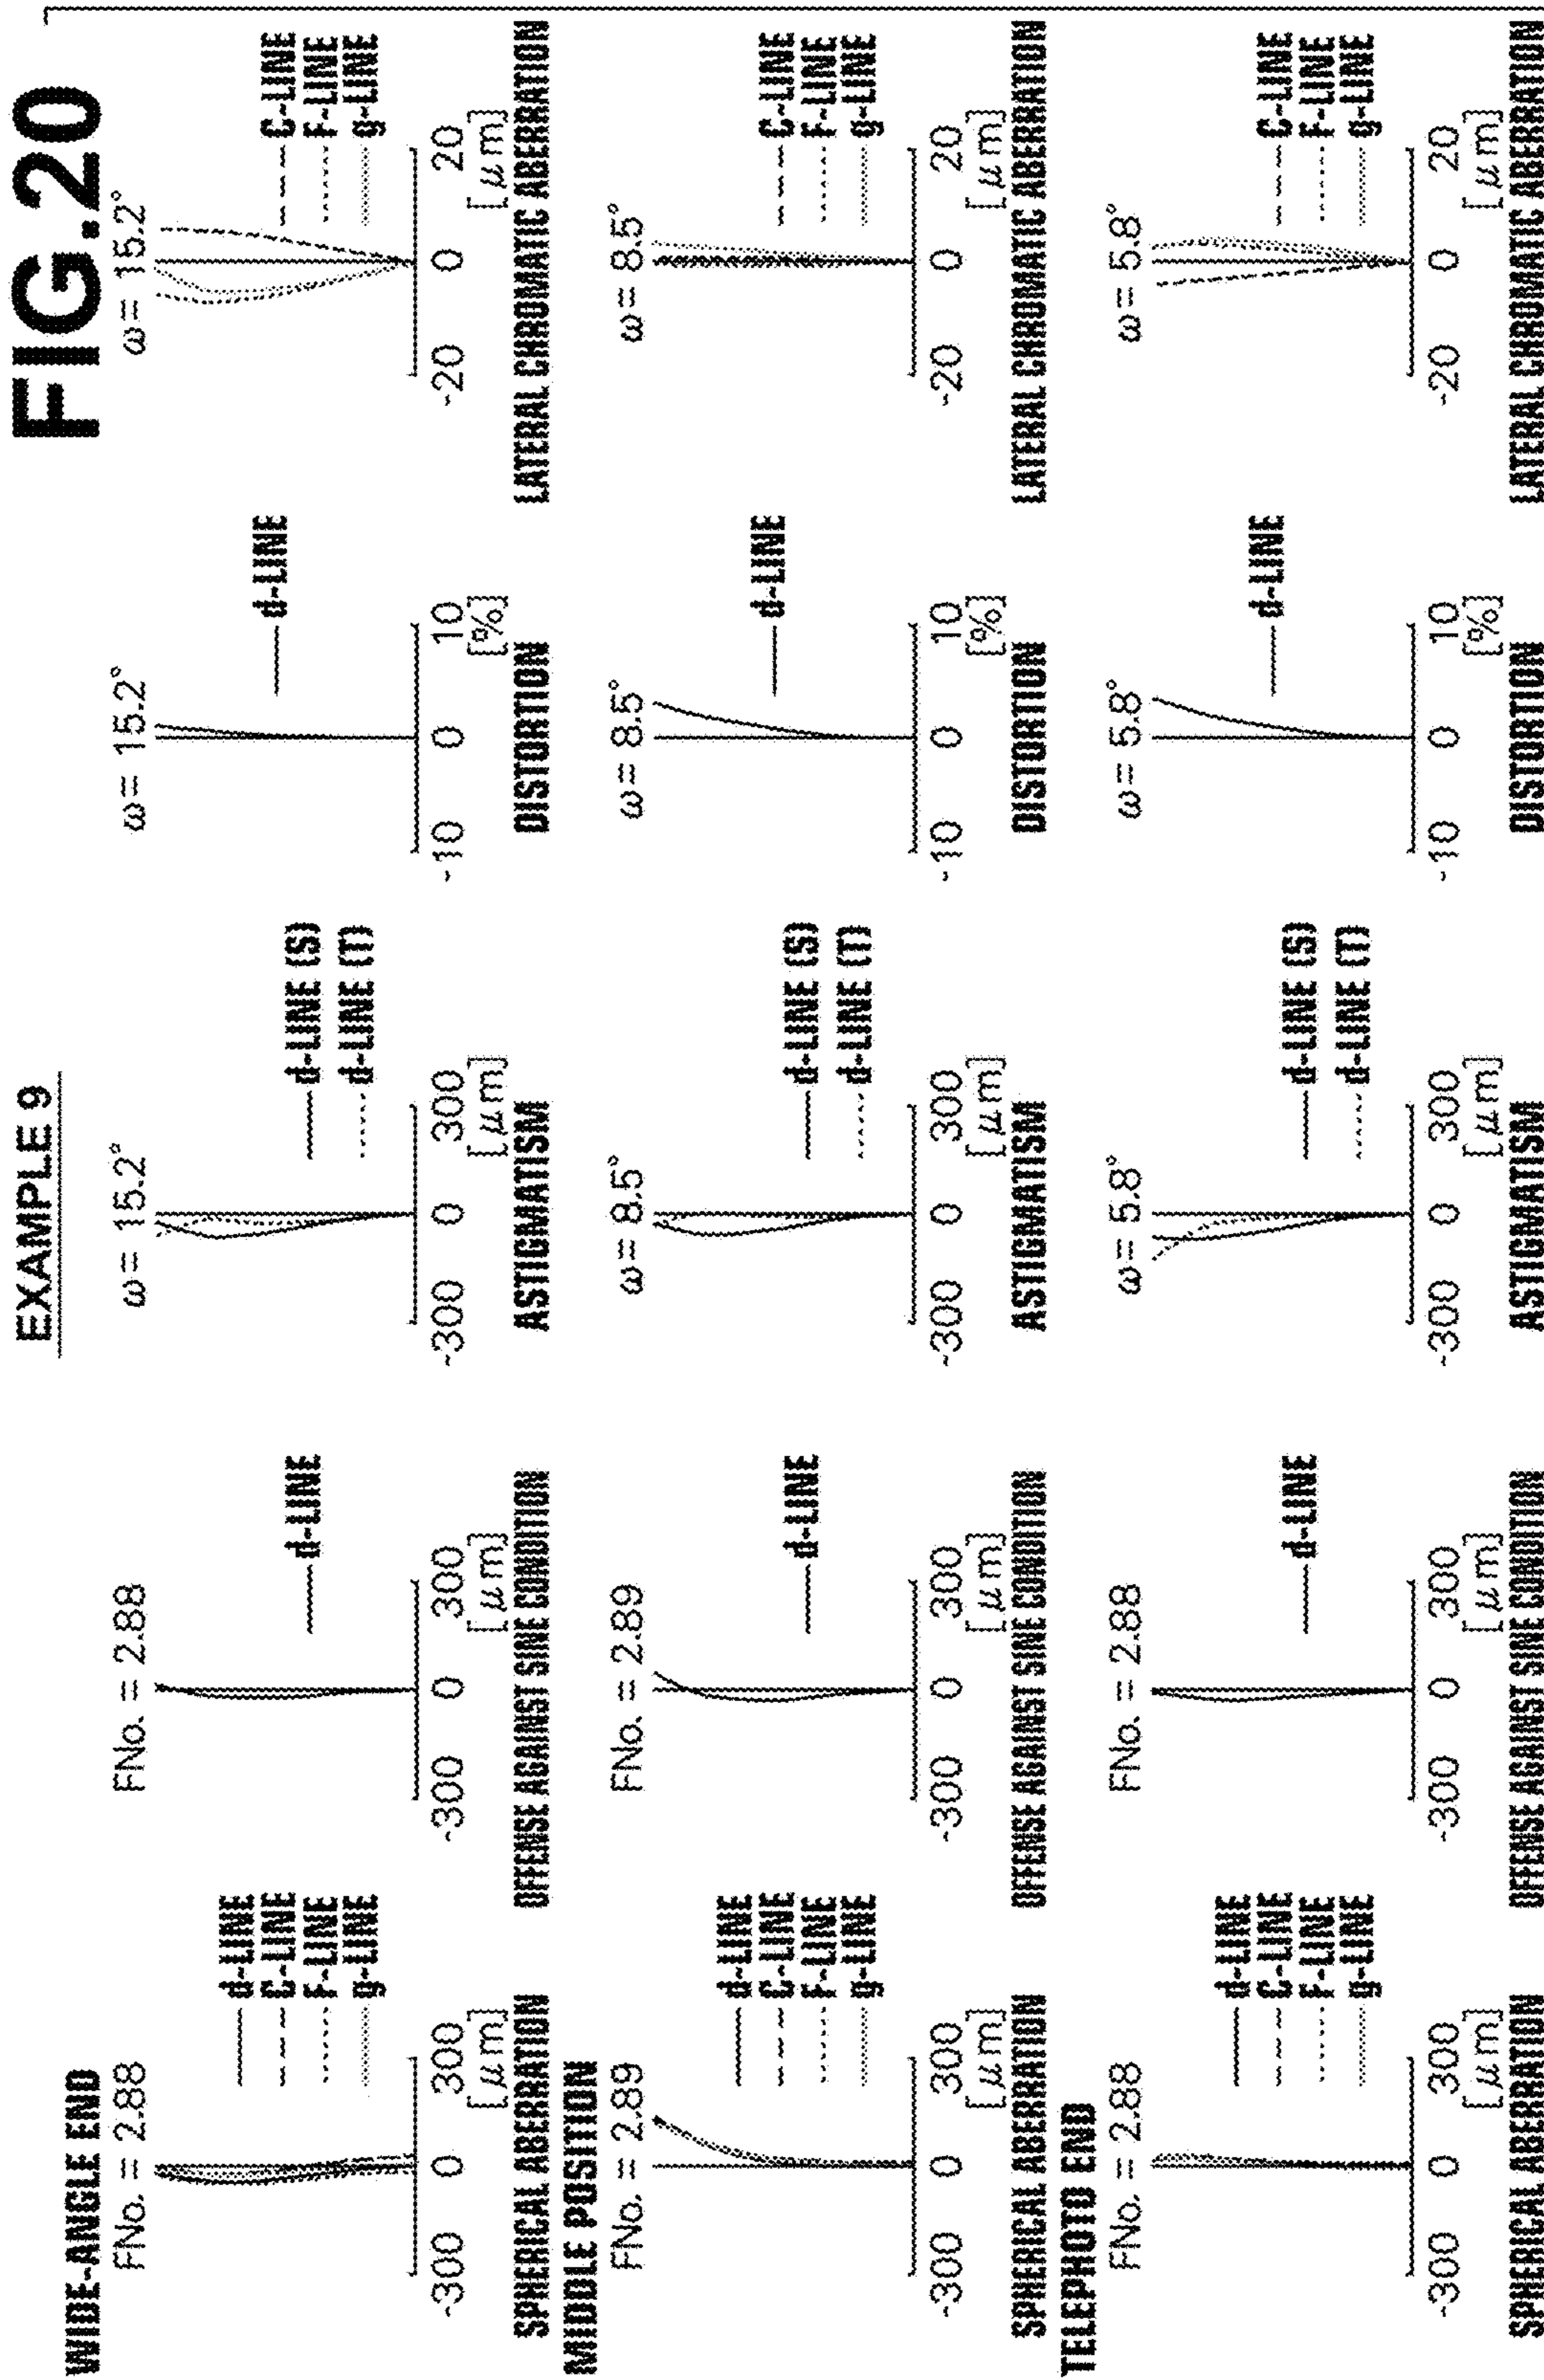 FIG.20
EXAMPLE 9
WIDE-ANGLE END
FNo. = 2.88
d-LINE
C-LINE
F-LINE
g-LINE
-300 0 300
[μm]
SPHERICAL ABERRATION
FNo. = 2.88
d-LINE
-300 0 300
[μm]
OFFENSE AGAINST SINE CONDITION
ω= 15.2°
d-LINE (S)
d-LINE (T)
-300 0 300
[μm]
ASTIGMATISM
ω= 15.2°
d-LINE
-10 0 10
[%]
DISTORTION
ω= 15.2°
C-LINE
F-LINE
g-LINE
-20 0 20
[μm]
LATERAL CHROMATIC ABERRATION
MIDDLE POSITION
FNo. = 2.89
d-LINE
C-LINE
F-LINE
g-LINE
-300 0 300
[μm]
SPHERICAL ABERRATION
FNo. = 2.89
d-LINE
-300 0 300
[μm]
OFFENSE AGAINST SINE CONDITION
ω= 8.5°
d-LINE (S)
d-LINE (T)
-300 0 300
[μm]
ASTIGMATISM
ω= 8.5°
d-LINE
-10 0 10
[%]
DISTORTION
ω= 8.5°
C-LINE
F-LINE
g-LINE
-20 0 20
[μm]
LATERAL CHROMATIC ABERRATION
TELEPHOTO END
FNo. = 2.88
d-LINE
C-LINE
F-LINE
g-LINE
-300 0 300
[μm]
SPHERICAL ABERRATION
FNo. = 2.88
d-LINE
-300 0 300
[μm]
OFFENSE AGAINST SINE CONDITION
ω= 5.8°
d-LINE (S)
d-LINE (T)
-300 0 300
[μm]
ASTIGMATISM
ω= 5.8°
d-LINE
-10 0 10
[%]
DISTORTION
ω= 5.8°
C-LINE
F-LINE
g-LINE
-20 0 20
[μm]
LATERAL CHROMATIC ABERRATION